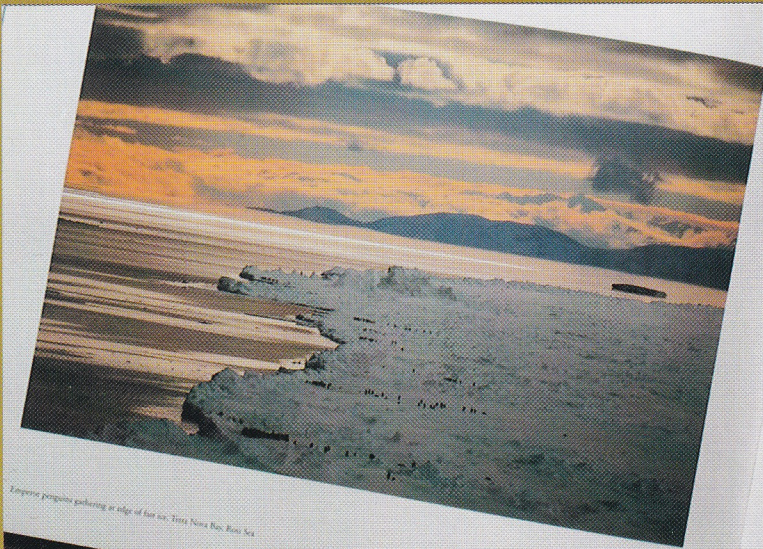 Emperor penguins gathering at edge of fast ice, Terra Nova Bay, Ross Sea